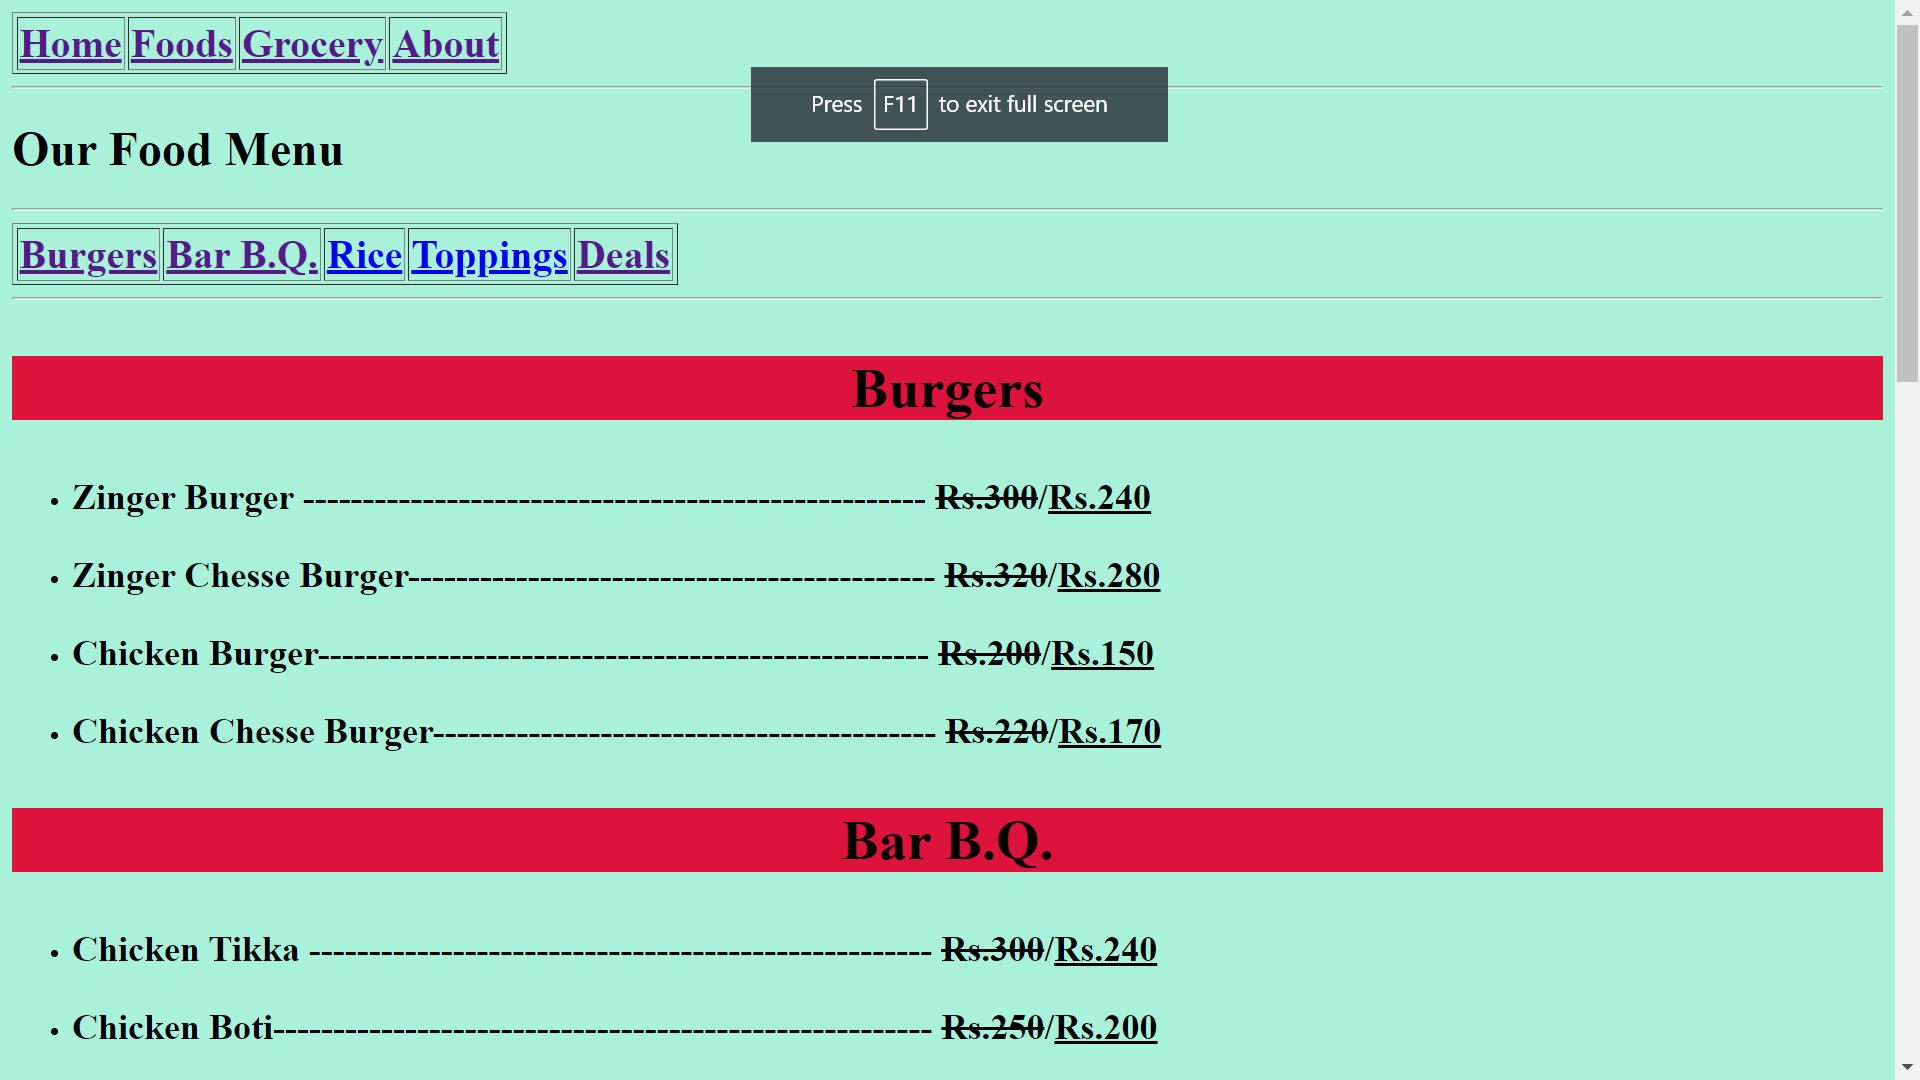 Home Foods Grocery About
Press F11 to exit full screen
Our Food Menu
Burgers Bar B.Q. Rice Toppings Deals
Burgers
• Zinger Burger ---------------------------------------------------- Rs.300/Rs.240
• Zinger Chesse Burger-------------------------------------------- Rs.320/Rs.280
• Chicken Burger--------------------------------------------------- Rs.200/Rs.150
• Chicken Chesse Burger------------------------------------------ Rs.220/Rs.170
Bar B.Q.
• Chicken Tikka ---------------------------------------------------- Rs.300/Rs.240
• Chicken Boti------------------------------------------------------- Rs.250/Rs.200